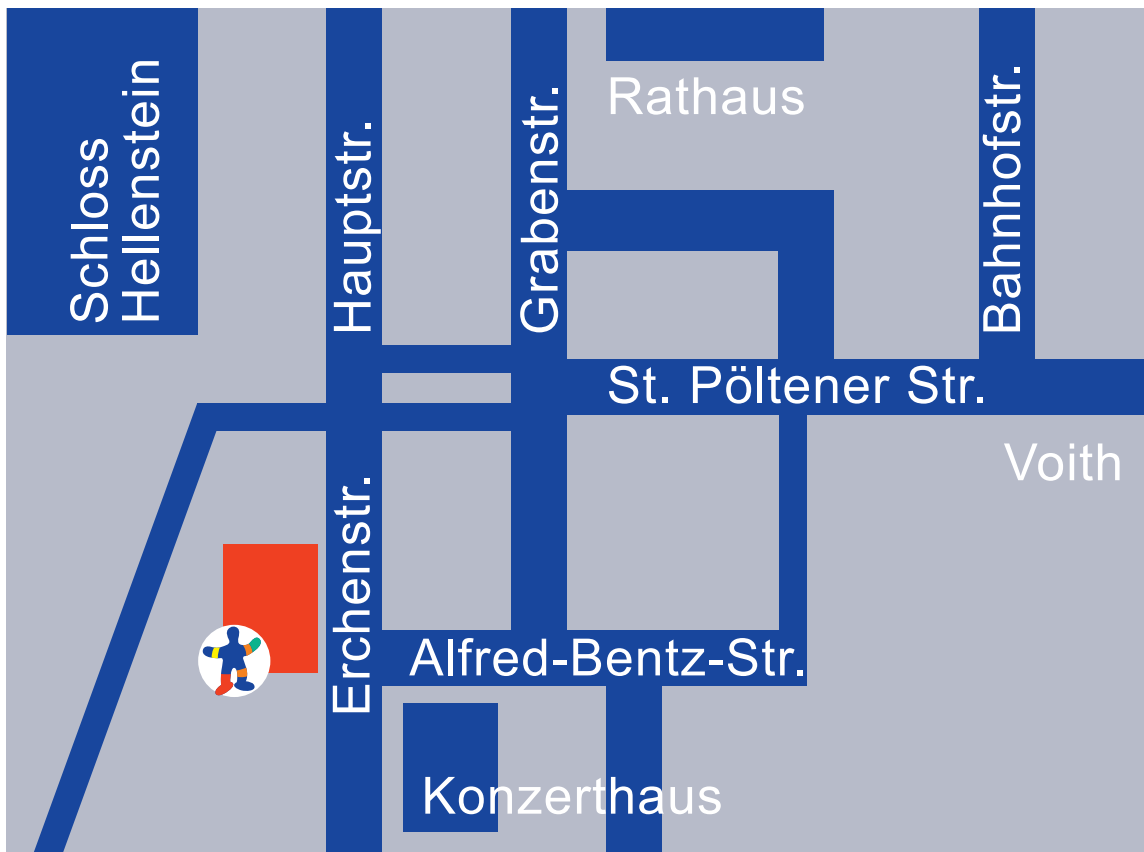 Schloss
Hellenstein
Hauptstr.
Grabenstr.
Rathaus
Bahnhofstr.
St. Pöltener Str.
Voith
Erchenstr.
Alfred-Bentz-Str.
Konzerthaus